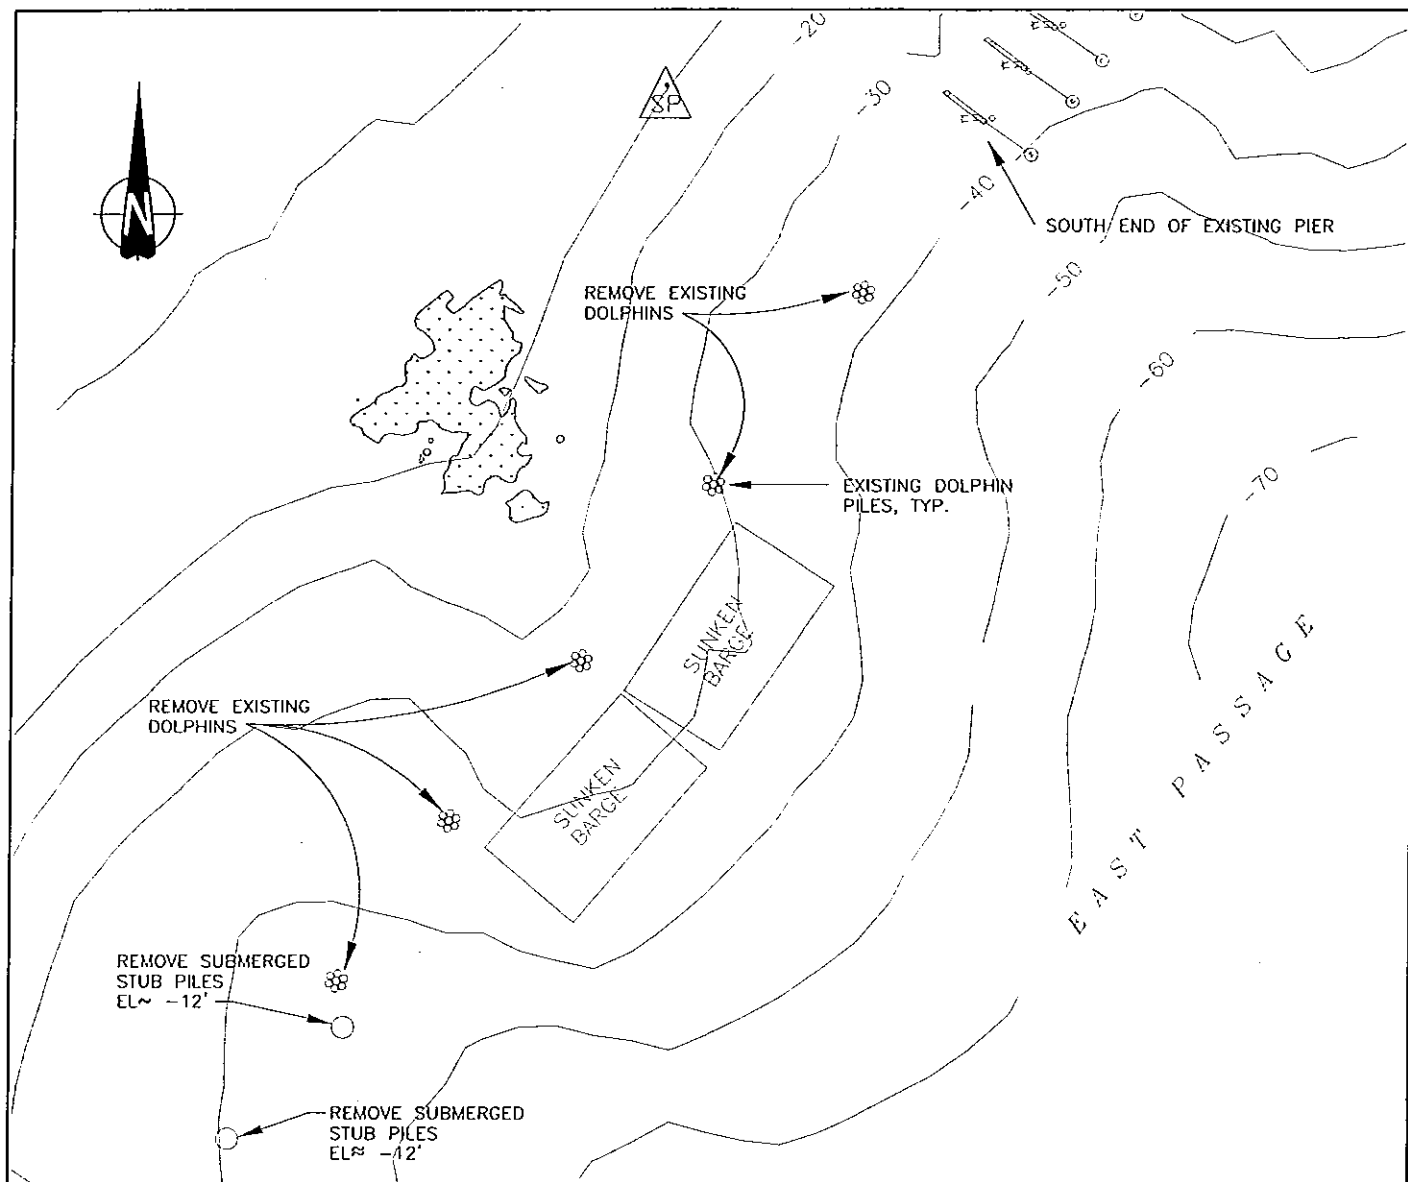 -20
SP
-30
-40
SOUTH END OF EXISTING PIER
N
-50
REMOVE EXISTING
DOLPHINS
-60
EXISTING DOLPHIN
PILES, TYP.
-70
SUNKEN
BARGE
REMOVE EXISTING
DOLPHINS
SUNKEN
BARGE
EAST PASSAGE
REMOVE SUBMERGED
STUB PILES
EL~ -12'
REMOVE SUBMERGED
STUB PILES
EL≈ -12'